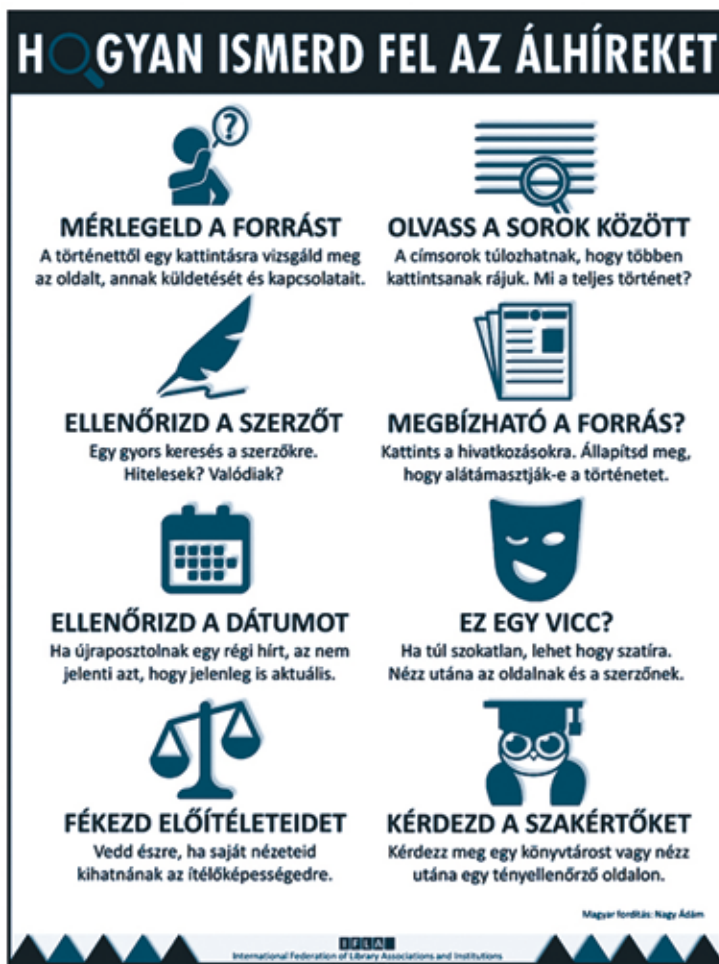 HOGYAN ISMERD FEL AZ ÁLHÍREKET
?
MÉRLEGELD A FORRÁST
A történettől egy kattintásra vizsgáld meg
az oldalt, annak küldetését és kapcsolatait.
OLVASS A SOROK KÖZÖTT
A címsorok túlozhatnak, hogy többen
kattintsanak rájuk. Mi a teljes történet?
ELLENŐRIZD A SZERZŐT
Egy gyors keresés a szerzőkre.
Hitelesek? Valódiak?
MEGBÍZHATÓ A FORRÁS?
Kattints a hivatkozásokra. Állapítsd meg,
hogy alátámasztják-e a történetet.
ELLENŐRIZD A DÁTUMOT
Ha újraposztolnak egy régi hírt, az nem
jelenti azt, hogy jelenleg is aktuális.
EZ EGY VICC?
Ha túl szokatlan, lehet hogy szatíra.
Nézz utána az oldalnak és a szerzőnek.
FÉKEZD ELŐÍTÉLETEIDET
Vedd észre, ha saját nézeteid
kihatnának az ítélőképességedre.
KÉRDEZD A SZAKÉRTŐKET
Kérdezz meg egy könyvtárost vagy nézz
utána egy tényellenőrző oldalon.
Magyar fordítás: Nagy Ádám
IFLA
International Federation of Library Associations and Institutions